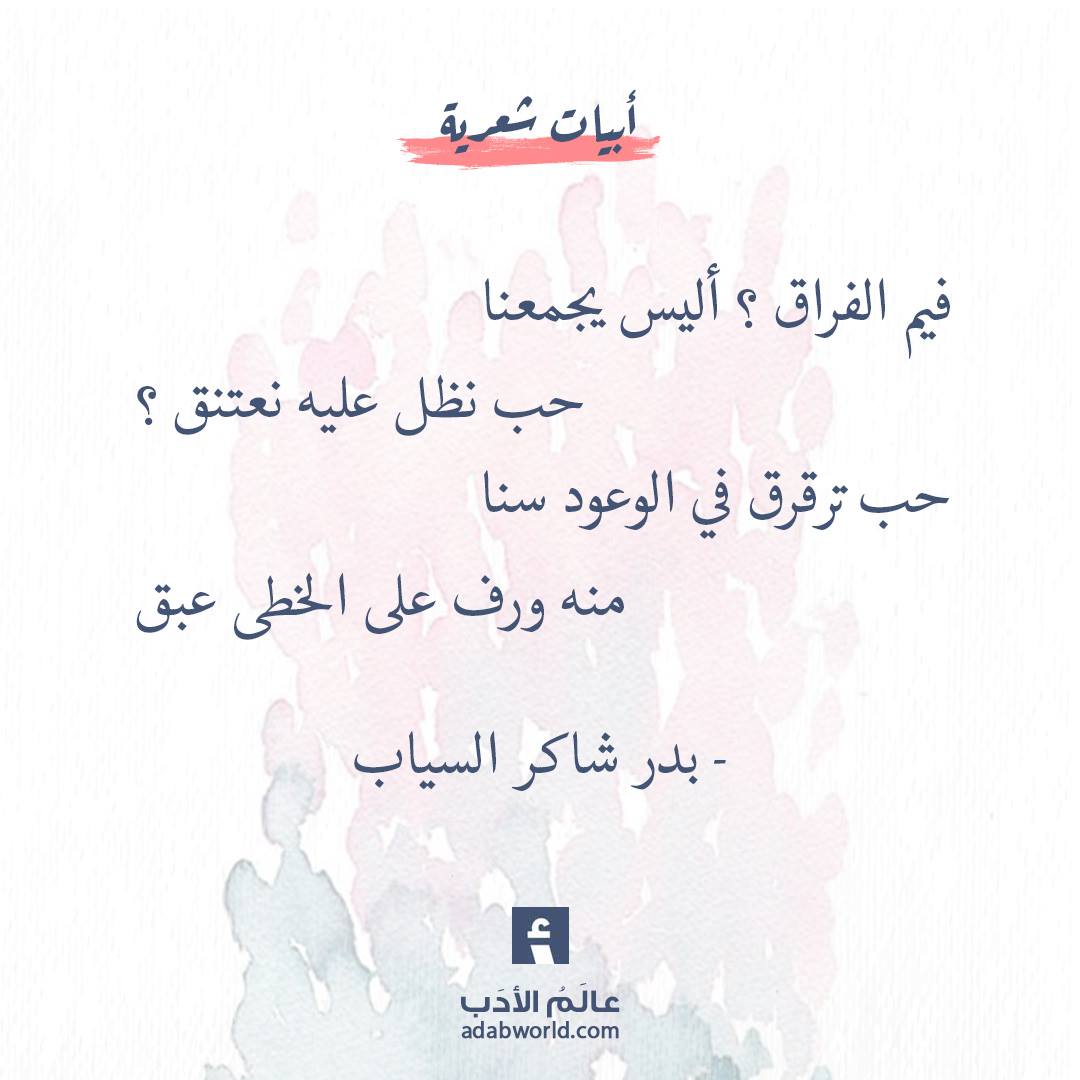 أبيات شعرية
فيم الفراق ؟ أليس يجمعنا
حب نظل عليه نعتنق ؟
حب ترقرق في الوعود سنا
منه ورف على الخطى عبق
- بدر شاكر السياب
أ
عالَمُ الأدَب
adabworld.com